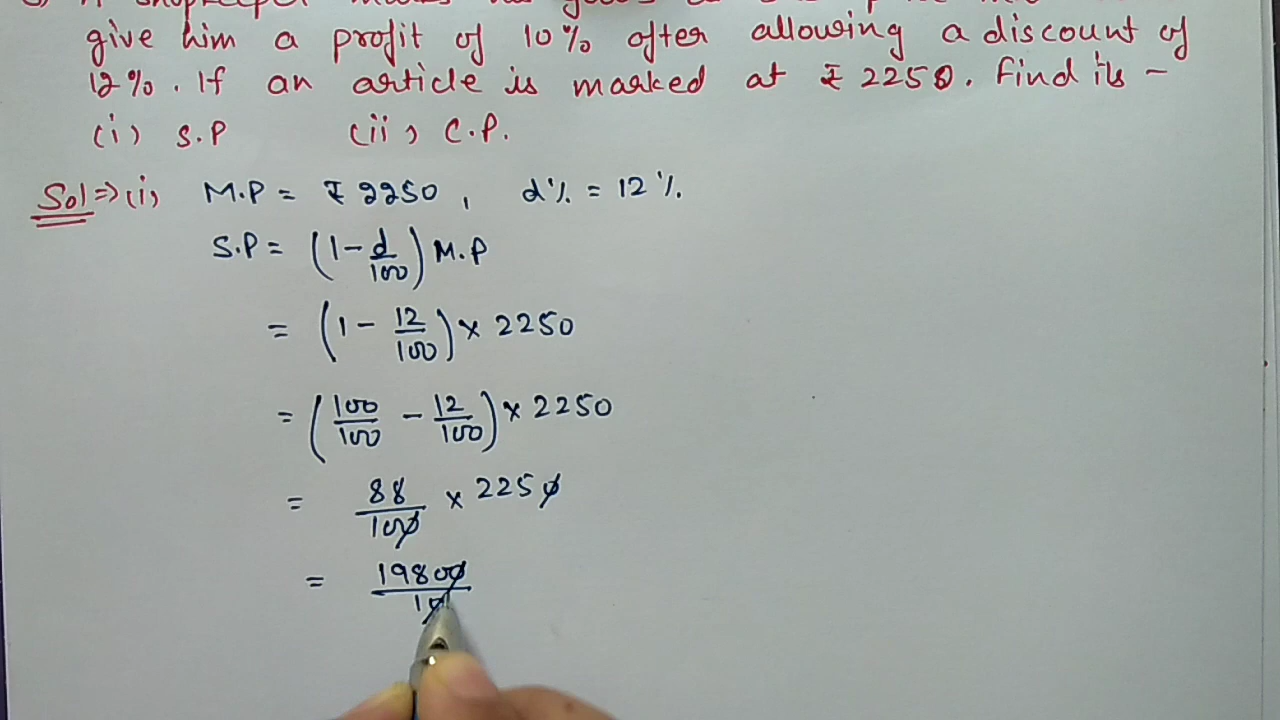 give him a profit of 10% after allowing a discount of
12%. If an article is marked at ₹ 2250. Find its -
(i) S.P (ii) C.P.
Sol ⇒ (i) M.P = ₹ 2250, d% = 12%
S.P = (1 - d/100) M.P
= (1 - 12/100) × 2250
= (100/100 - 12/100) × 2250
= 88/100 × 2250
= 19800/10